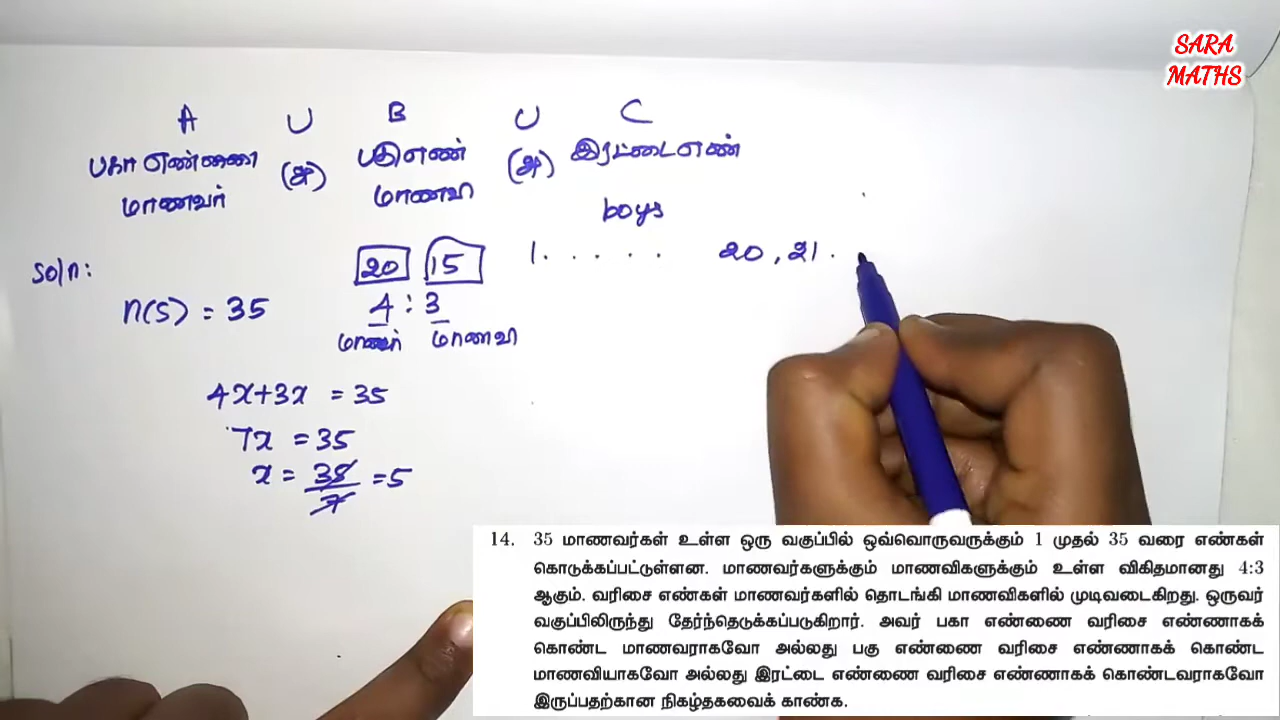 SARA
MATHS
A ∪ B ∪ C
பகா எண்ணை (அ) பகு எண் (அ) இரட்டை எண்
மாணவர் மாணவி
boys
soln:
20 15 1. . . . . 20, 21 .
n(s) = 35
4 : 3
மாணவர் மாணவி
4x+3x = 35
7x = 35
x = 35/7 = 5
14. 35 மாணவர்கள் உள்ள ஒரு வகுப்பில் ஒவ்வொருவருக்கும் 1 முதல் 35 வரை எண்கள்
கொடுக்கப்பட்டுள்ளன. மாணவர்களுக்கும் மாணவிகளுக்கும் உள்ள விகிதமானது 4:3
ஆகும். வரிசை எண்கள் மாணவர்களில் தொடங்கி மாணவிகளில் முடிவடைகிறது. ஒருவர்
வகுப்பிலிருந்து தேர்ந்தெடுக்கப்படுகிறார். அவர் பகா எண்ணை வரிசை எண்ணாகக்
கொண்ட மாணவராகவோ அல்லது பகு எண்ணை வரிசை எண்ணாகக் கொண்ட
மாணவியாகவோ அல்லது இரட்டை எண்ணை வரிசை எண்ணாகக் கொண்டவராகவோ
இருப்பதற்கான நிகழ்தகவைக் காண்க.